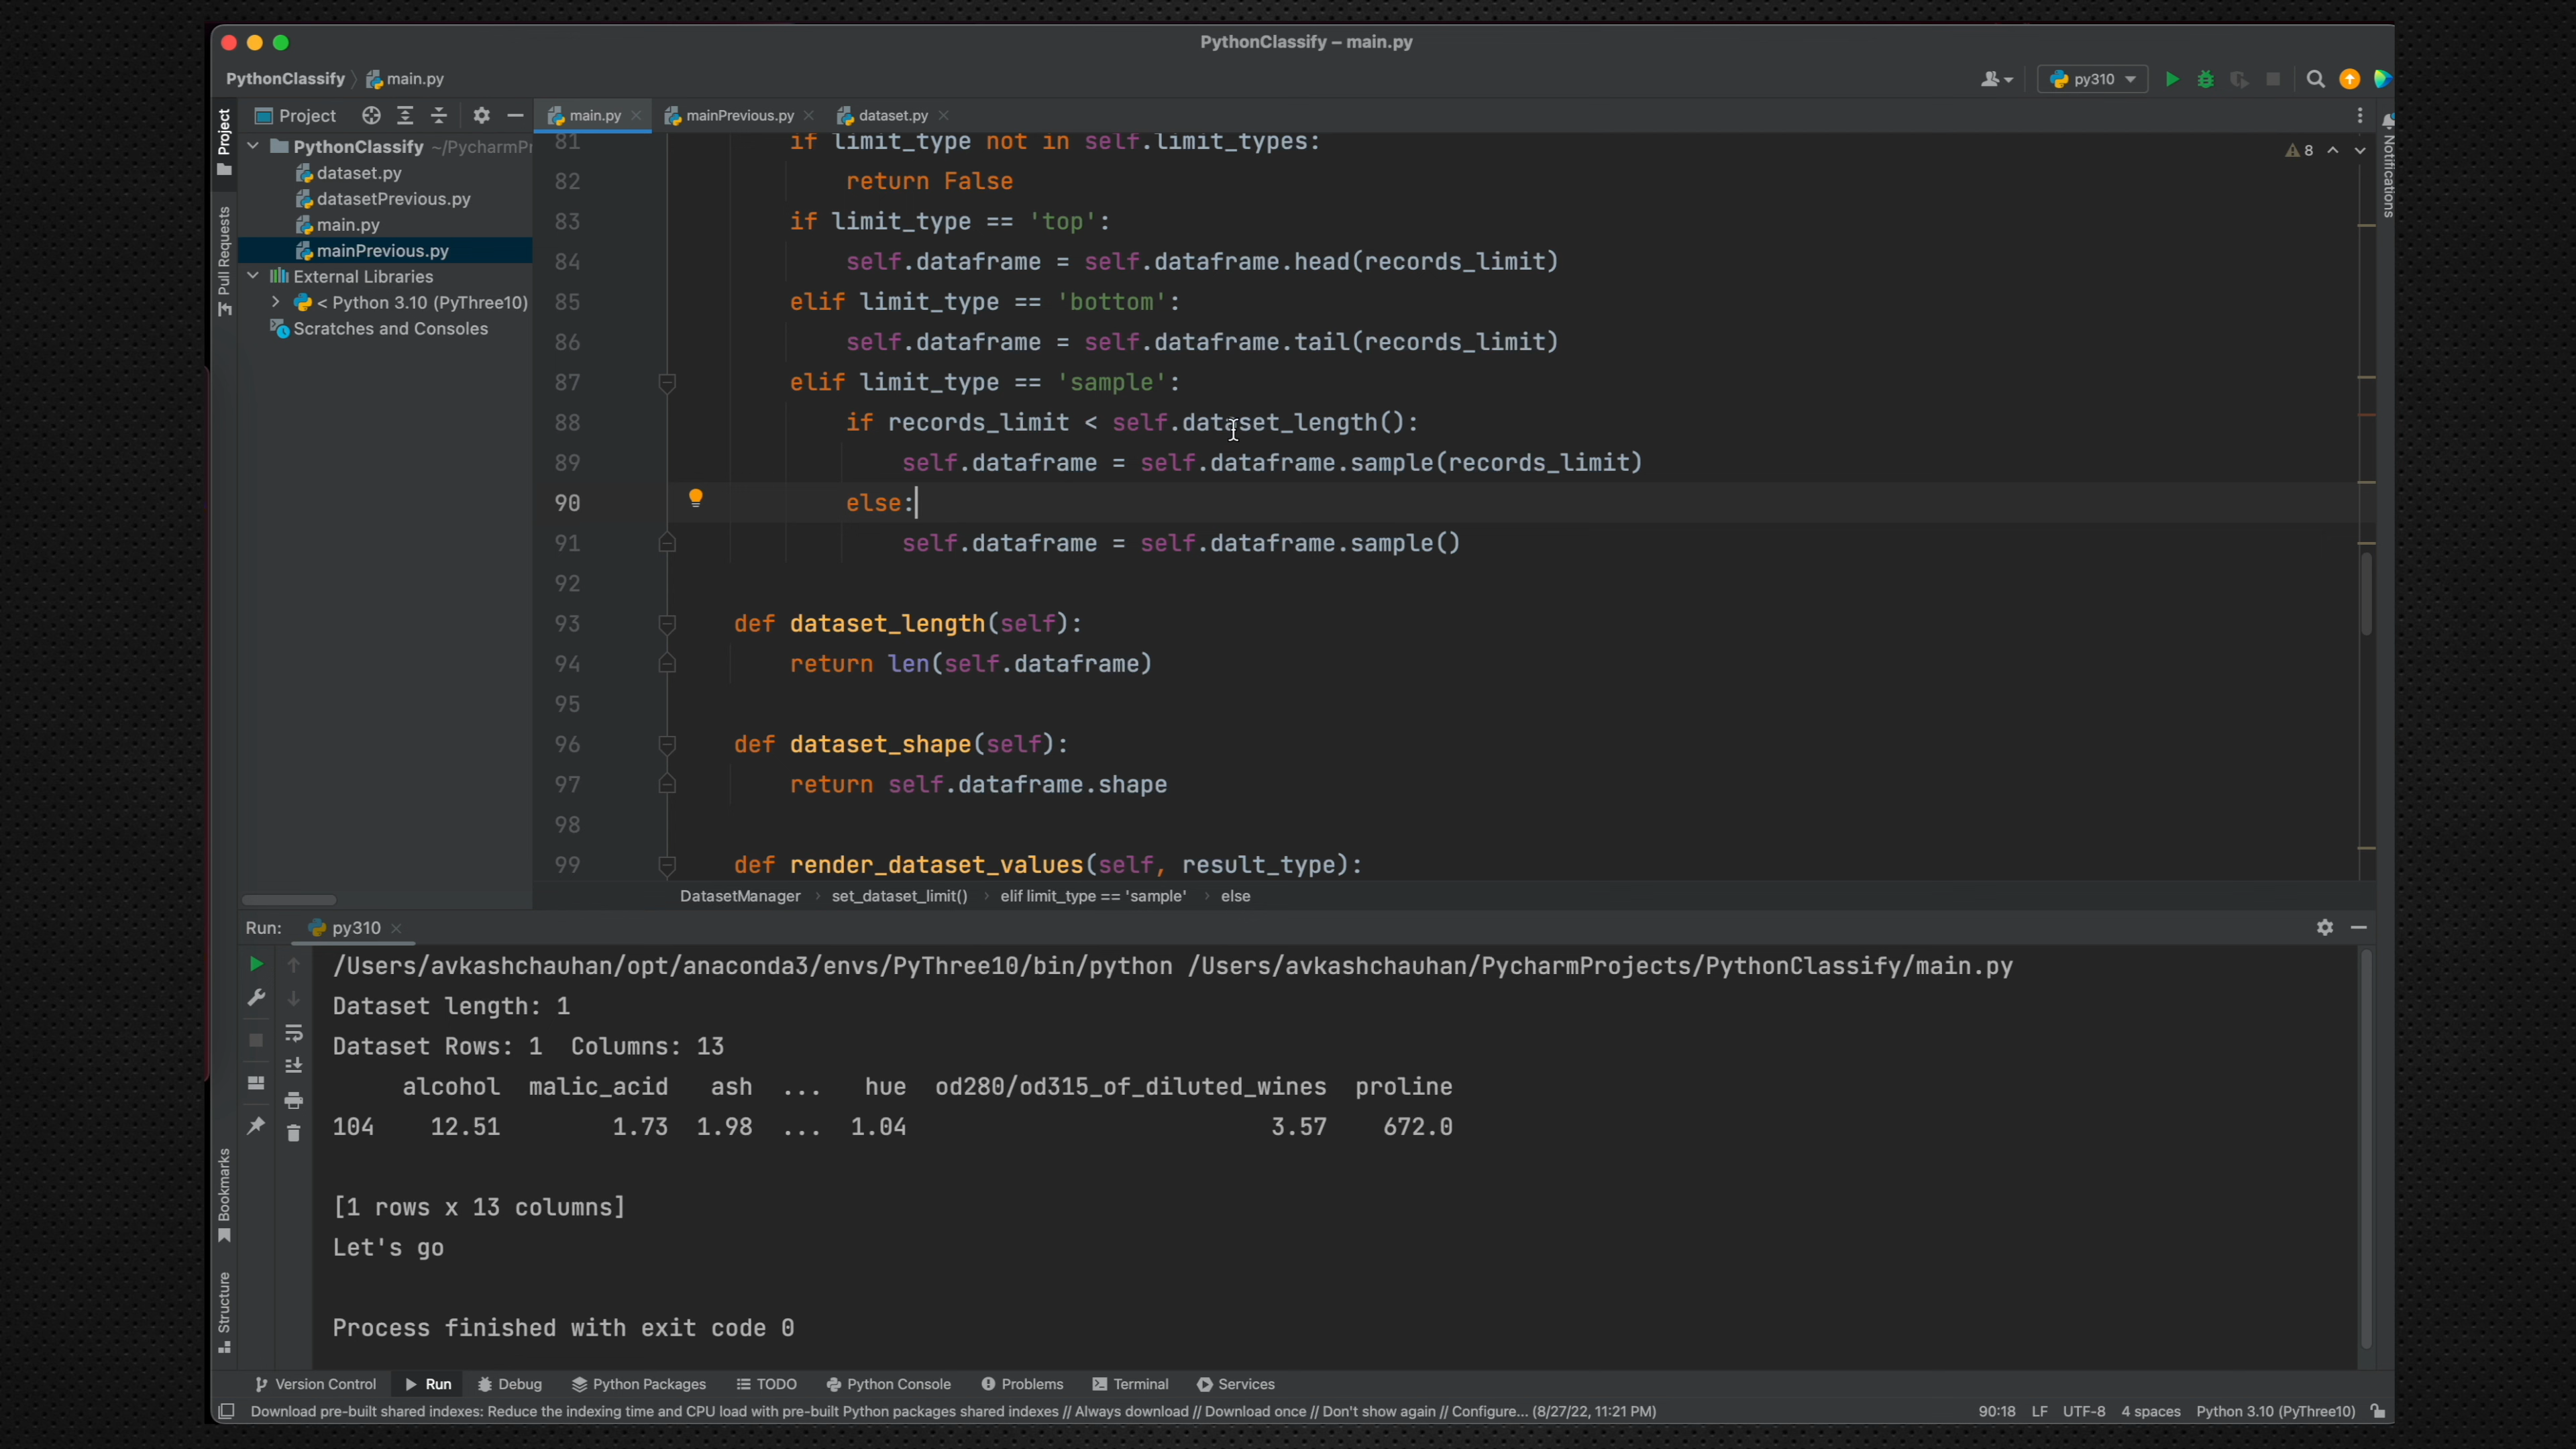 PythonClassify – main.py
PythonClassify
main.py
py310
Project
Pull Requests
Bookmarks
Structure
Notifications
Project
PythonClassify ~/PycharmPr
dataset.py
datasetPrevious.py
main.py
mainPrevious.py
External Libraries
< Python 3.10 (PyThree10)
Scratches and Consoles
main.py
mainPrevious.py
dataset.py
8
81 if limit_type not in self.limit_types:
82 return False
83 if limit_type == 'top':
84 self.dataframe = self.dataframe.head(records_limit)
85 elif limit_type == 'bottom':
86 self.dataframe = self.dataframe.tail(records_limit)
87 elif limit_type == 'sample':
88 if records_limit < self.dataset_length():
89 self.dataframe = self.dataframe.sample(records_limit)
90 else:
91 self.dataframe = self.dataframe.sample()
92
93 def dataset_length(self):
94 return len(self.dataframe)
95
96 def dataset_shape(self):
97 return self.dataframe.shape
98
99 def render_dataset_values(self, result_type):
DatasetManager › set_dataset_limit() › elif limit_type == 'sample' › else
Run: py310
/Users/avkashchauhan/opt/anaconda3/envs/PyThree10/bin/python /Users/avkashchauhan/PycharmProjects/PythonClassify/main.py
Dataset length: 1
Dataset Rows: 1  Columns: 13
alcohol malic_acid ash ... hue od280/od315_of_diluted_wines proline
104 12.51 1.73 1.98 ... 1.04 3.57 672.0
[1 rows x 13 columns]
Let's go
Process finished with exit code 0
Version Control Run Debug Python Packages TODO Python Console Problems Terminal Services
Download pre-built shared indexes: Reduce the indexing time and CPU load with pre-built Python packages shared indexes // Always download // Download once // Don't show again // Configure... (8/27/22, 11:21 PM) 90:18 LF UTF-8 4 spaces Python 3.10 (PyThree10)